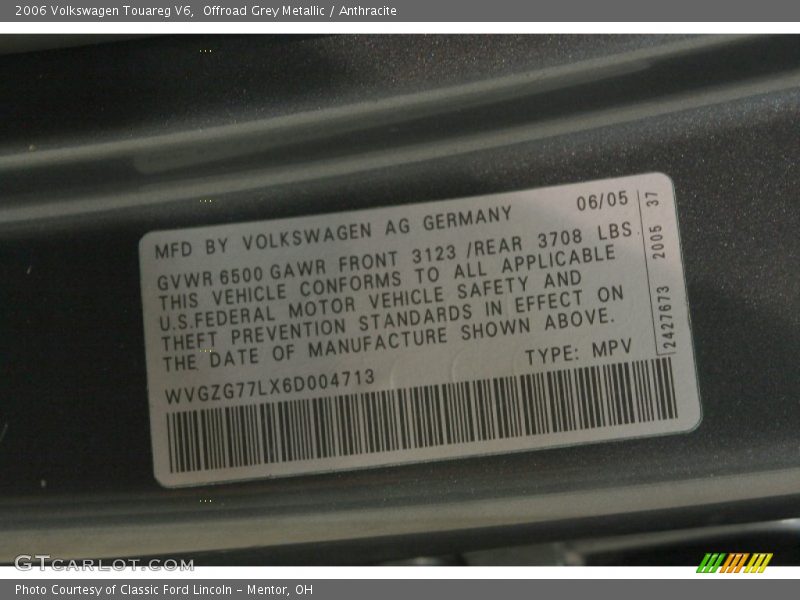 2006 Volkswagen Touareg V6,  Offroad Grey Metallic / Anthracite
MFD BY VOLKSWAGEN AG GERMANY 06/05
GVWR 6500 GAWR FRONT 3123 /REAR 3708 LBS.
THIS VEHICLE CONFORMS TO ALL APPLICABLE
U.S.FEDERAL MOTOR VEHICLE SAFETY AND
THEFT PREVENTION STANDARDS IN EFFECT ON
THE DATE OF MANUFACTURE SHOWN ABOVE.
TYPE: MPV
WVGZG77LX6D004713
2427673 2005 37
GTCARLOT.COM
Photo Courtesy of Classic Ford Lincoln - Mentor, OH